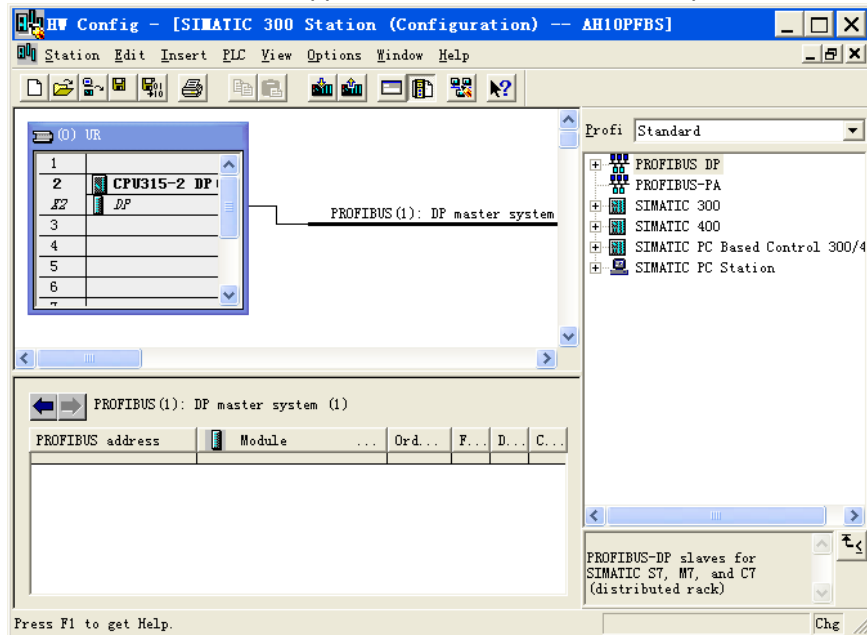 HW Config - [SIMATIC 300 Station (Configuration) -- AH10PFBS]
Station Edit Insert PLC View Options Window Help
(0) UR
1
2 CPU315-2 DP(
X2 DP
3
4
5
6
7
PROFIBUS(1): DP master system
Profi Standard
PROFIBUS DP
PROFIBUS-PA
SIMATIC 300
SIMATIC 400
SIMATIC PC Based Control 300/4
SIMATIC PC Station
PROFIBUS(1): DP master system (1)
PROFIBUS address Module ... Ord... F... D... C...
PROFIBUS-DP slaves for
SIMATIC S7, M7, and C7
(distributed rack)
Press F1 to get Help.
Chg